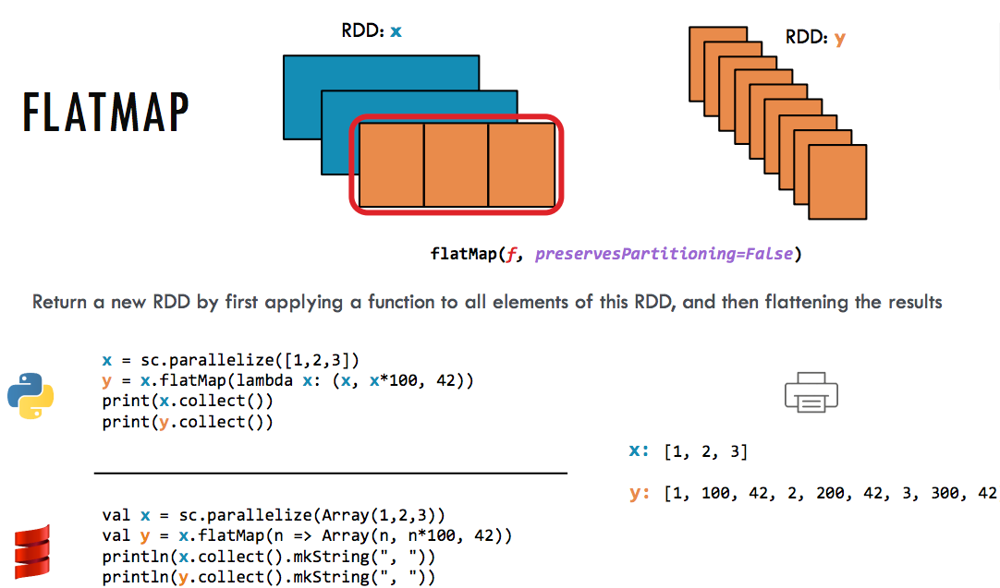 RDD: x
RDD: y
FLATMAP
flatMap(f, preservesPartitioning=False)
Return a new RDD by first applying a function to all elements of this RDD, and then flattening the results
x = sc.parallelize([1,2,3])
y = x.flatMap(lambda x: (x, x*100, 42))
print(x.collect())
print(y.collect())
x: [1, 2, 3]
y: [1, 100, 42, 2, 200, 42, 3, 300, 42
val x = sc.parallelize(Array(1,2,3))
val y = x.flatMap(n => Array(n, n*100, 42))
println(x.collect().mkString(", "))
println(y.collect().mkString(", "))